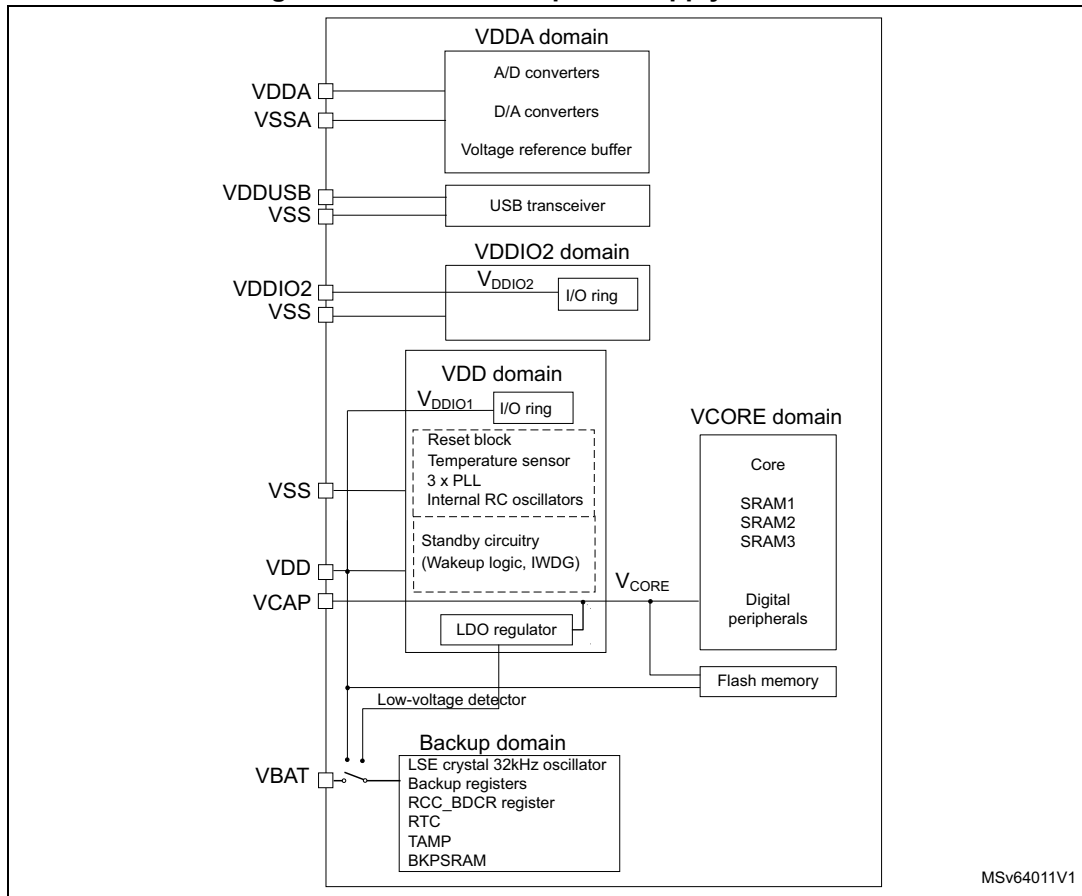 VDDA domain
A/D converters
VDDA
D/A converters
VSSA
Voltage reference buffer
VDDUSB
USB transceiver
VSS
VDDIO2 domain
VDDIO2
VDDIO2
I/O ring
VSS
VDD domain
VDDIO1
I/O ring
VCORE domain
Reset block
Temperature sensor
3 x PLL
Internal RC oscillators
VSS
Core
SRAM1
SRAM2
SRAM3
Standby circuitry
(Wakeup logic, IWDG)
VDD
VCORE
VCAP
Digital
peripherals
LDO regulator
Flash memory
Low-voltage detector
Backup domain
VBAT
LSE crystal 32kHz oscillator
Backup registers
RCC_BDCR register
RTC
TAMP
BKPSRAM
MSv64011V1